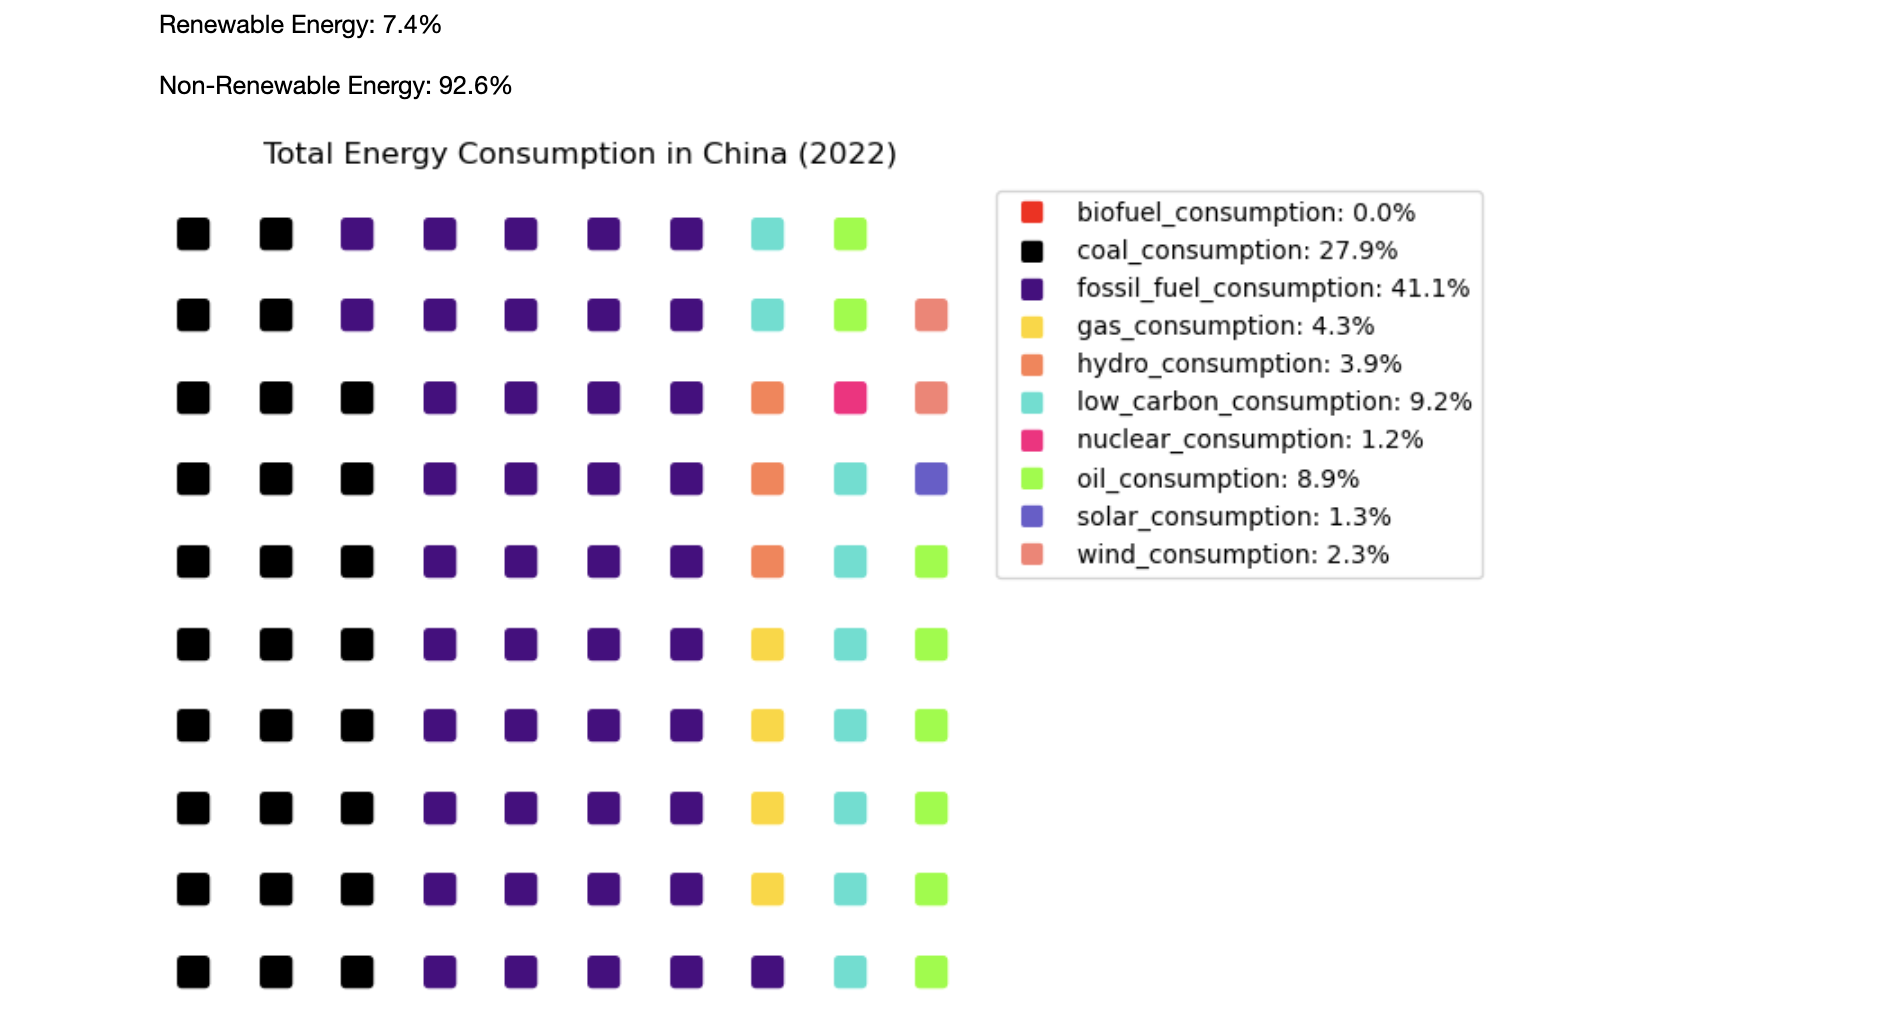 Renewable Energy: 7.4%
Non-Renewable Energy: 92.6%
Total Energy Consumption in China (2022)
biofuel_consumption: 0.0%
coal_consumption: 27.9%
fossil_fuel_consumption: 41.1%
gas_consumption: 4.3%
hydro_consumption: 3.9%
low_carbon_consumption: 9.2%
nuclear_consumption: 1.2%
oil_consumption: 8.9%
solar_consumption: 1.3%
wind_consumption: 2.3%